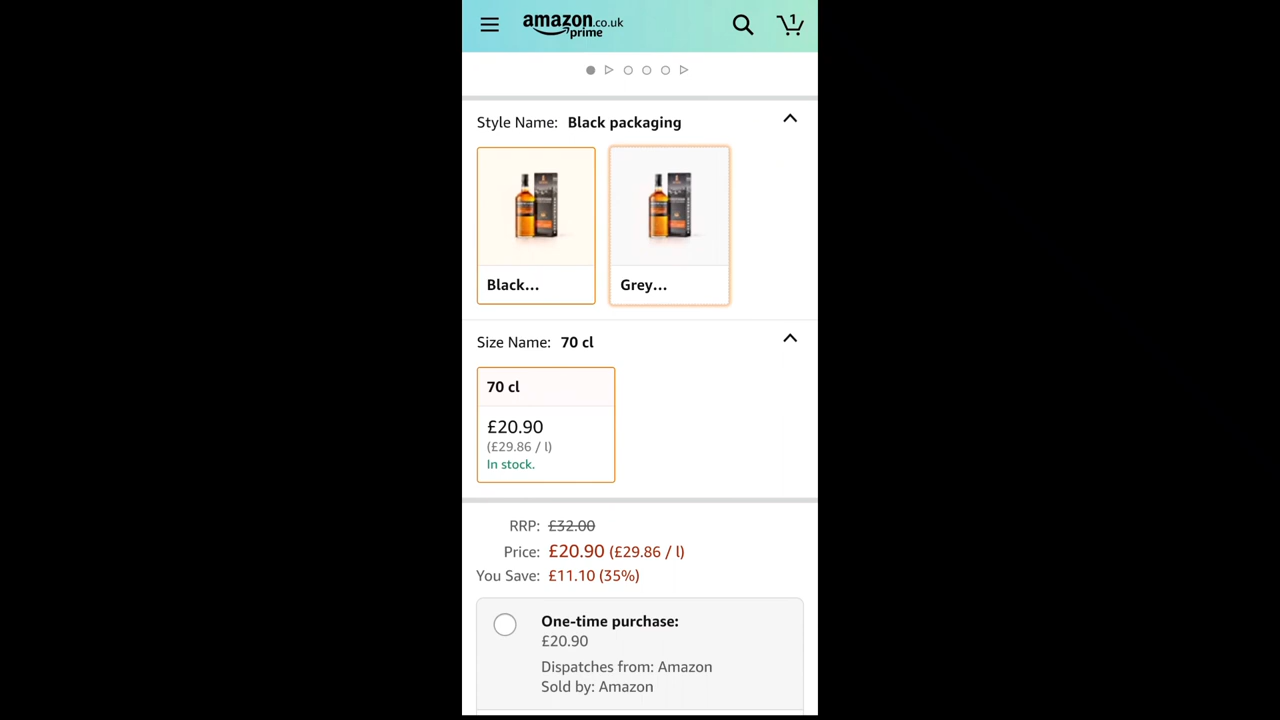 amazon.co.uk
prime
1
Style Name: Black packaging
Black...
Grey...
Size Name: 70 cl
70 cl
£20.90
(£29.86 / l)
In stock.
RRP: £32.00
Price: £20.90 (£29.86 / l)
You Save: £11.10 (35%)
One-time purchase:
£20.90
Dispatches from: Amazon
Sold by: Amazon